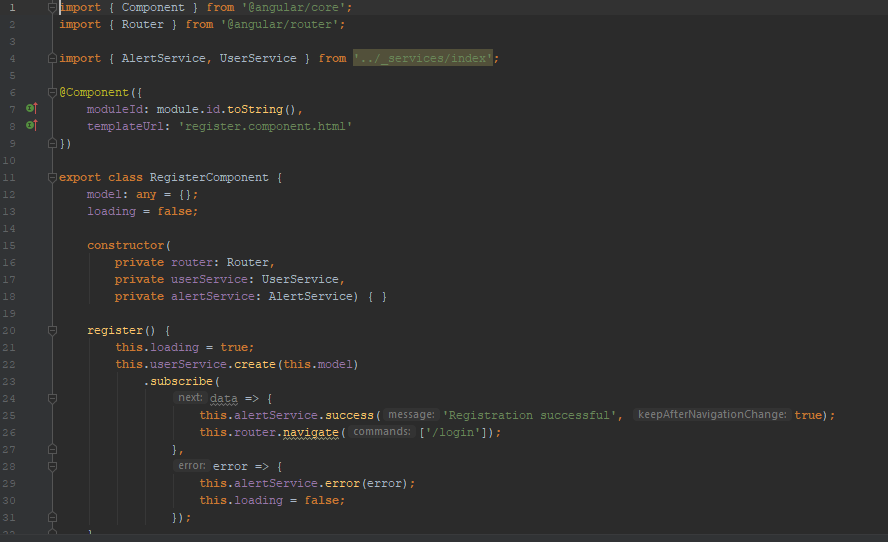 1 import { Component } from '@angular/core';
2 import { Router } from '@angular/router';
3
4 import { AlertService, UserService } from '../_services/index';
5
6 @Component({
7     moduleId: module.id.toString(),
8     templateUrl: 'register.component.html'
9 })
10
11 export class RegisterComponent {
12     model: any = {};
13     loading = false;
14
15     constructor(
16         private router: Router,
17         private userService: UserService,
18         private alertService: AlertService) { }
19
20     register() {
21         this.loading = true;
22         this.userService.create(this.model)
23             .subscribe(
24                 next: data => {
25                     this.alertService.success( message: 'Registration successful', keepAfterNavigationChange: true);
26                     this.router.navigate( commands: ['/login']);
27                 },
28                 error: error => {
29                     this.alertService.error(error);
30                     this.loading = false;
31                 });